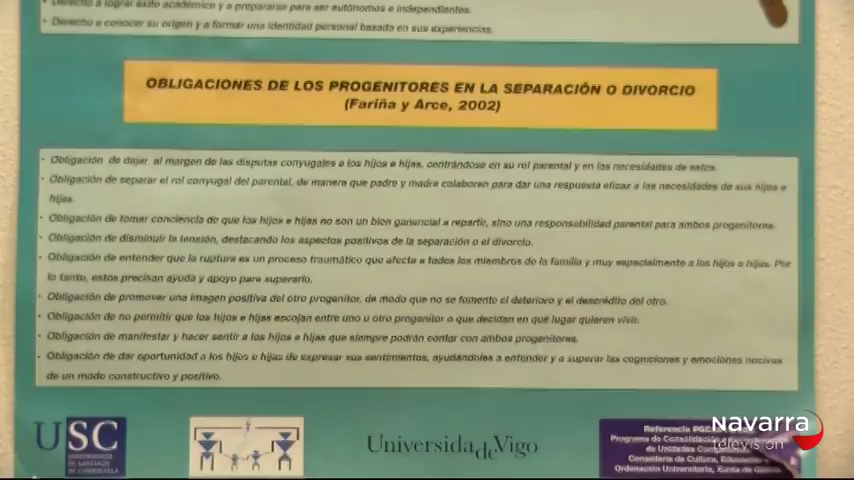 Derecho a lograr éxito académico y a prepararse para ser autónomos e independientes.
• Derecho a conocer su origen y a formar una identidad personal basada en sus experiencias.
OBLIGACIONES DE LOS PROGENITORES EN LA SEPARACIÓN O DIVORCIO
(Fariña y Arce, 2002)
• Obligación de dejar al margen de las disputas conyugales a los hijos e hijas, centrándose en su rol parental y en las necesidades de estos.
• Obligación de separar el rol conyugal del parental, de manera que padre y madre colaboren para dar una respuesta eficaz a las necesidades de sus hijos e
hijas.
• Obligación de tomar conciencia de que los hijos e hijas no son un bien ganancial a repartir, sino una responsabilidad parental para ambos progenitores.
• Obligación de disminuir la tensión, destacando los aspectos positivos de la separación o el divorcio.
• Obligación de entender que la ruptura es un proceso traumático que afecta a todos los miembros de la familia y muy especialmente a los hijos e hijas. Por
lo tanto, estos precisan ayuda y apoyo para superarlo.
• Obligación de promover una imagen positiva del otro progenitor, de modo que no se fomente el deterioro y el descrédito del otro.
• Obligación de no permitir que los hijos e hijas escojan entre uno u otro progenitor o que decidan en qué lugar quieren vivir.
• Obligación de manifestar y hacer sentir a los hijos e hijas que siempre podrán contar con ambos progenitores.
• Obligación de dar oportunidad a los hijos e hijas de expresar sus sentimientos, ayudándoles a entender y a superar las cogniciones y emociones nocivas
de un modo constructivo y positivo.
USC
UNIVERSIDADE
DE SANTIAGO
DE COMPOSTELA
Universidade de Vigo
Referencia
Programa de Consolidación
de Unidades
Consellería de Cultura,
Ordenación Universitaria, Xunta de
Navarra
television